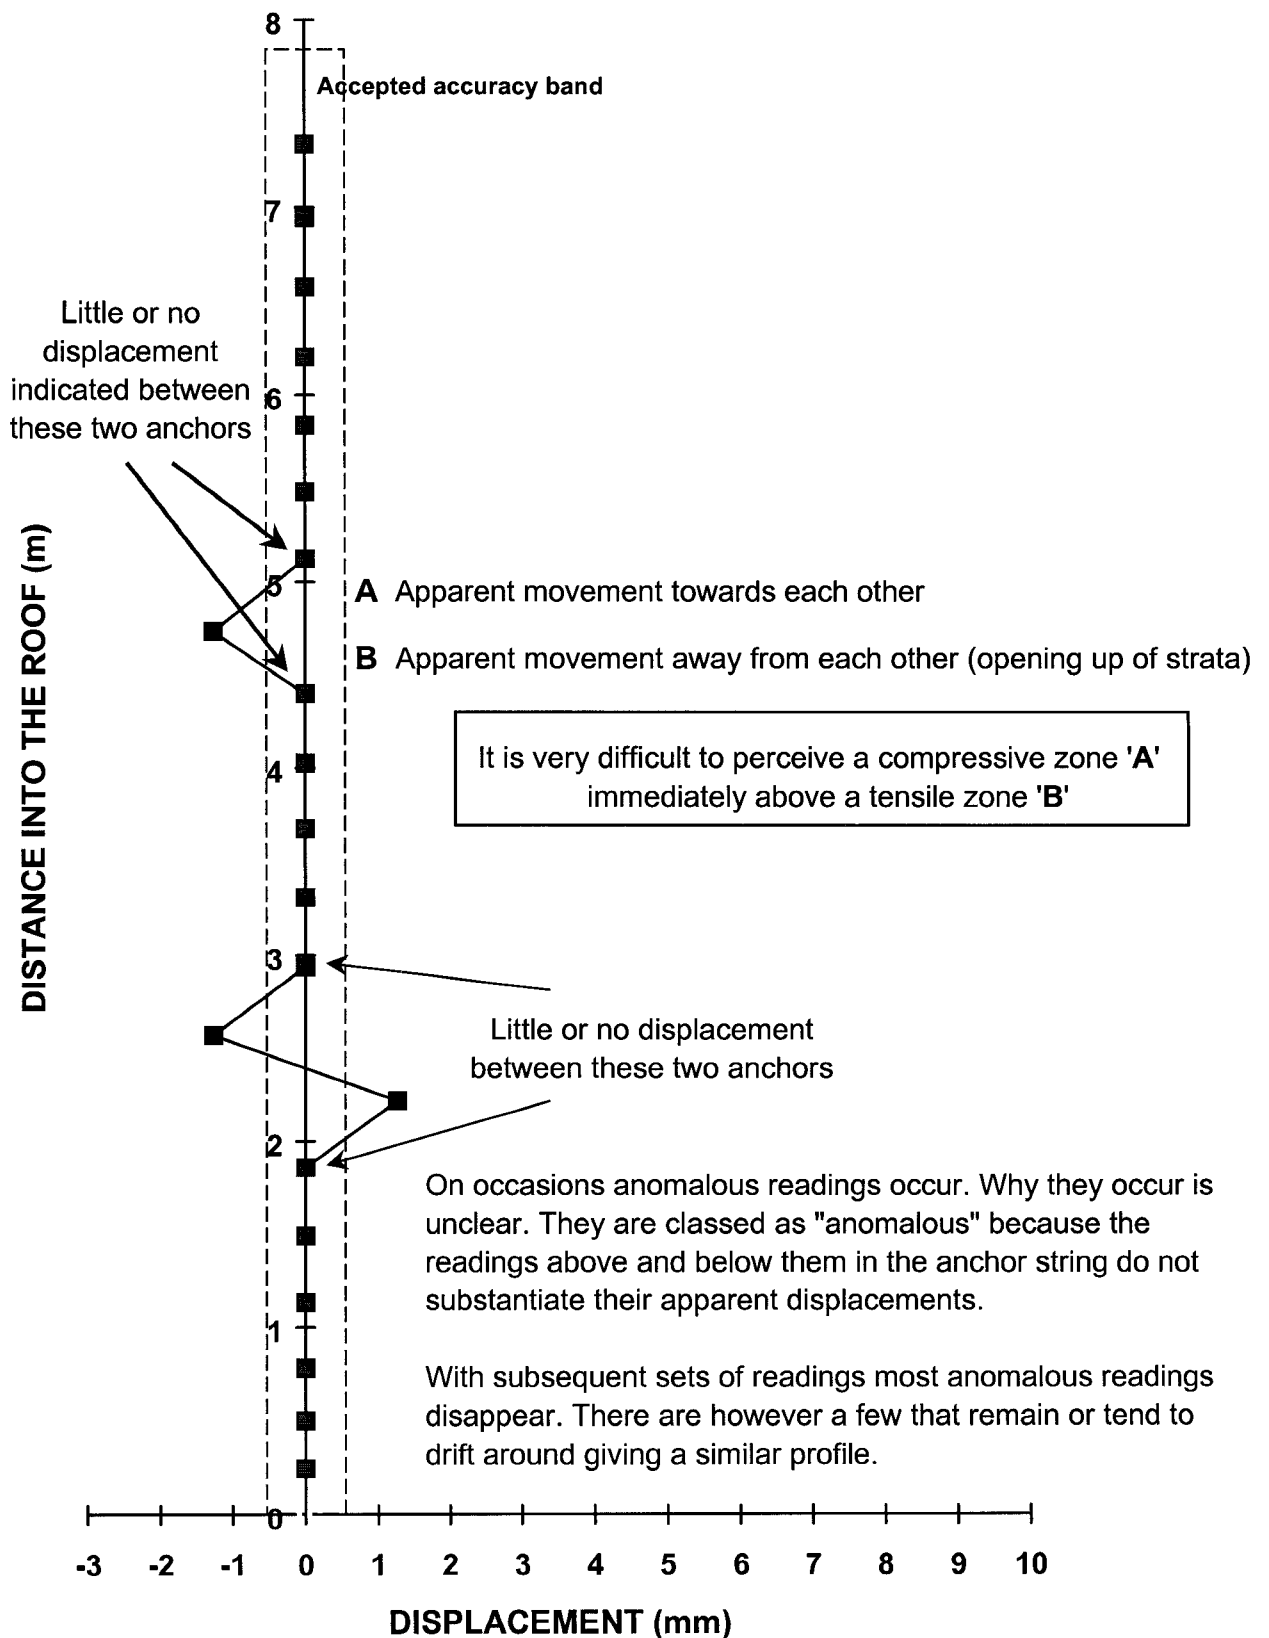 8
Accepted accuracy band
7
Little or no
displacement
indicated between
these two anchors
6
DISTANCE INTO THE ROOF (m)
5
A Apparent movement towards each other
B Apparent movement away from each other (opening up of strata)
It is very difficult to perceive a compressive zone 'A'
immediately above a tensile zone 'B'
4
3
Little or no displacement
between these two anchors
2
On occasions anomalous readings occur. Why they occur is
unclear. They are classed as "anomalous" because the
readings above and below them in the anchor string do not
substantiate their apparent displacements.
1
With subsequent sets of readings most anomalous readings
disappear. There are however a few that remain or tend to
drift around giving a similar profile.
0
-3 -2 -1 0 1 2 3 4 5 6 7 8 9 10
DISPLACEMENT (mm)